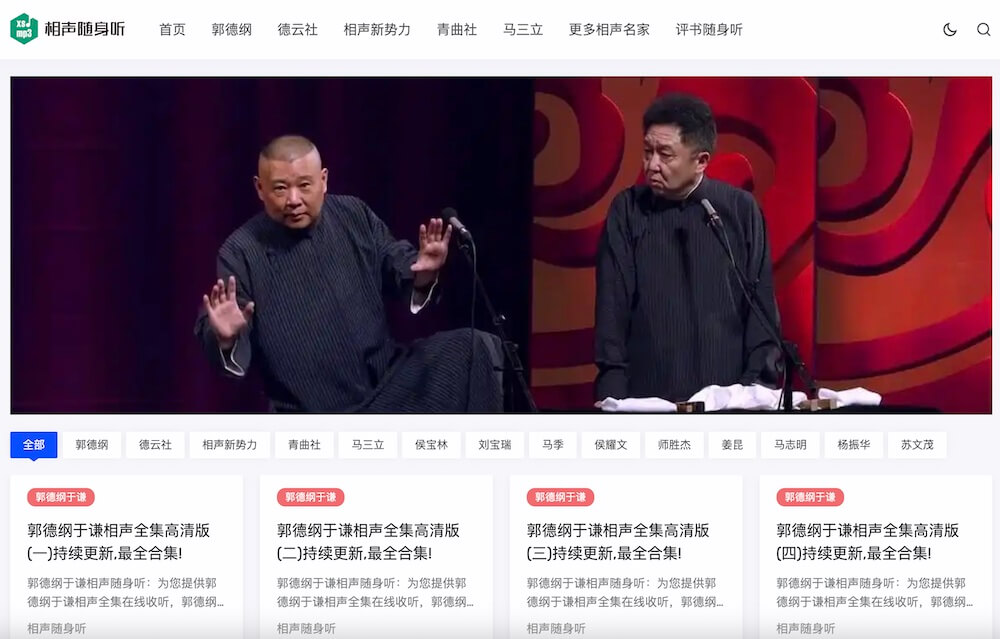 xsJ
mp3
相声随身听
首页
郭德纲
德云社
相声新势力
青曲社
马三立
更多相声名家
评书随身听
全部
郭德纲
德云社
相声新势力
青曲社
马三立
侯宝林
刘宝瑞
马季
侯耀文
师胜杰
姜昆
马志明
杨振华
苏文茂
郭德纲于谦
郭德纲于谦相声全集高清版
(一)持续更新,最全合集!
郭德纲于谦相声随身听：为您提供郭
德纲于谦相声全集在线收听，郭德纲...
相声随身听
郭德纲于谦
郭德纲于谦相声全集高清版
(二)持续更新,最全合集!
郭德纲于谦相声随身听：为您提供郭
德纲于谦相声全集在线收听，郭德纲...
相声随身听
郭德纲于谦
郭德纲于谦相声全集高清版
(三)持续更新,最全合集!
郭德纲于谦相声随身听：为您提供郭
德纲于谦相声全集在线收听，郭德纲...
相声随身听
郭德纲于谦
郭德纲于谦相声全集高清版
(四)持续更新,最全合集!
郭德纲于谦相声随身听：为您提供郭
德纲于谦相声全集在线收听，郭德纲...
相声随身听